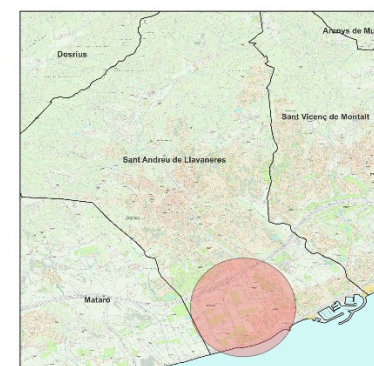 Arenys de Mu
Dosrius
Sant Vicenç de Montalt
Sant Andreu de Llavaneres
Mataró